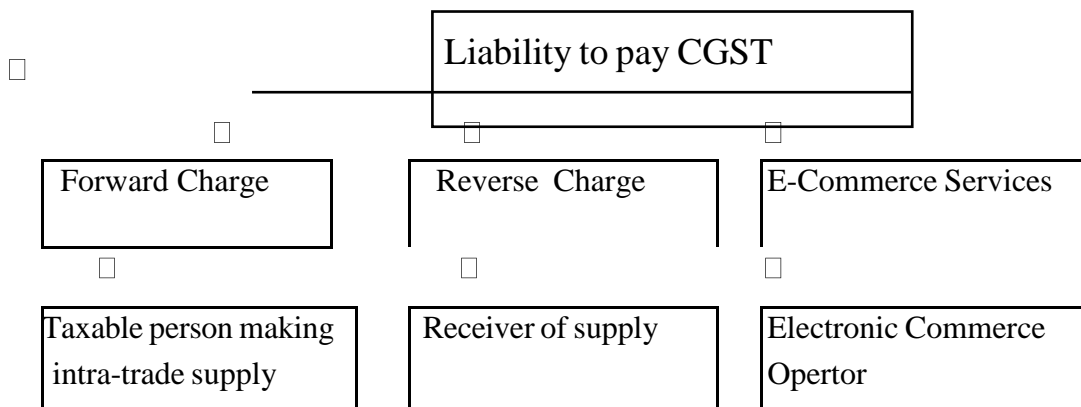 Liability to pay CGST
Forward Charge
Reverse Charge
E-Commerce Services
Taxable person making
intra-trade supply
Receiver of supply
Electronic Commerce
Opertor